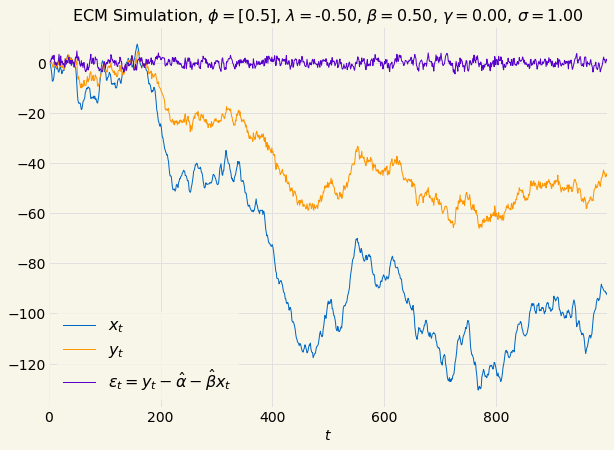 ECM Simulation, ϕ = [0.5], λ = -0.50, β = 0.50, γ = 0.00, σ = 1.00
0
−20
−40
−60
−80
−100
−120
x_t
y_t
ε_t = y_t − α̂ − β̂x_t
0 200 400 600 800
t